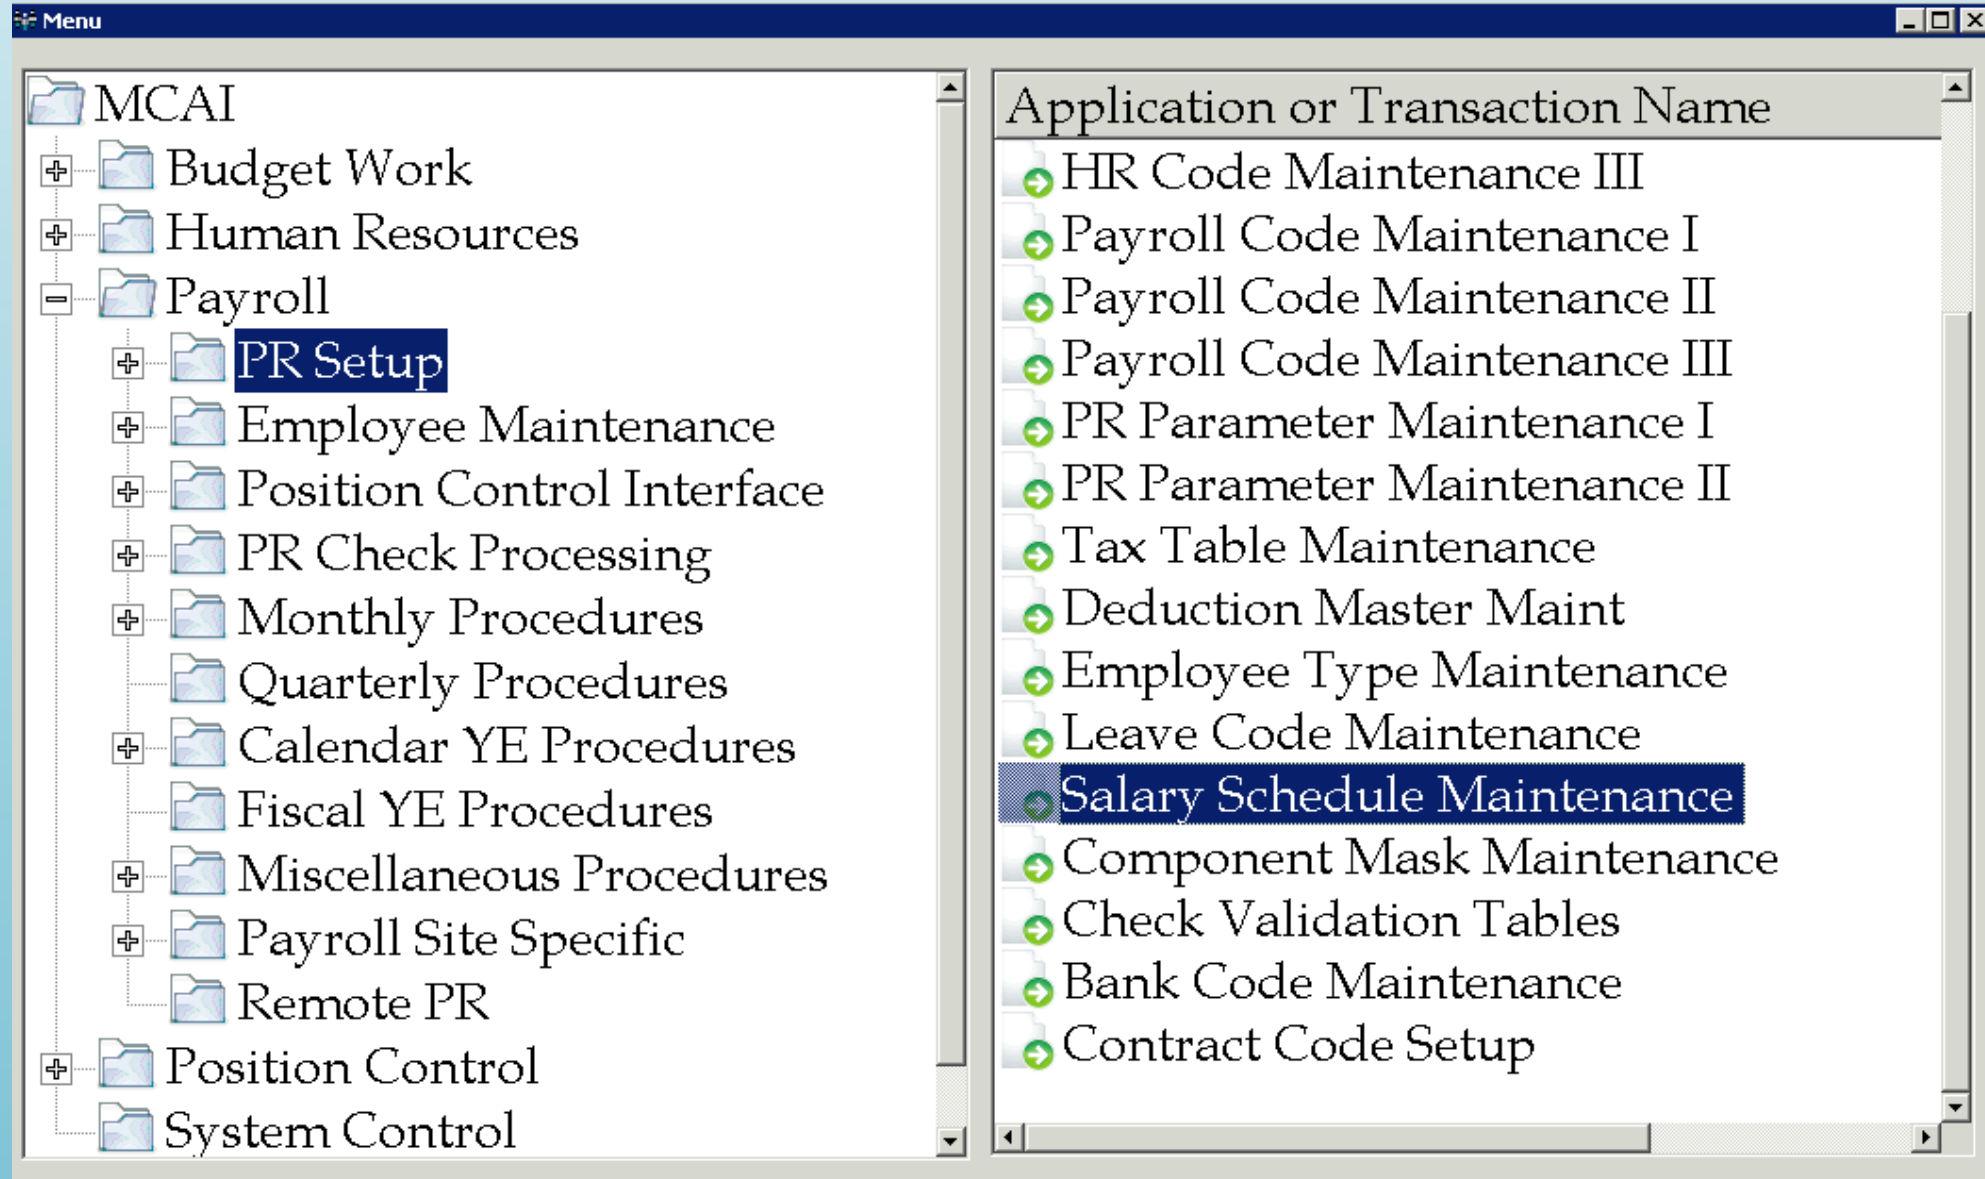 Menu
MCAI
Budget Work
Human Resources
Payroll
PR Setup
Employee Maintenance
Position Control Interface
PR Check Processing
Monthly Procedures
Quarterly Procedures
Calendar YE Procedures
Fiscal YE Procedures
Miscellaneous Procedures
Payroll Site Specific
Remote PR
Position Control
System Control
Application or Transaction Name
HR Code Maintenance III
Payroll Code Maintenance I
Payroll Code Maintenance II
Payroll Code Maintenance III
PR Parameter Maintenance I
PR Parameter Maintenance II
Tax Table Maintenance
Deduction Master Maint
Employee Type Maintenance
Leave Code Maintenance
Salary Schedule Maintenance
Component Mask Maintenance
Check Validation Tables
Bank Code Maintenance
Contract Code Setup